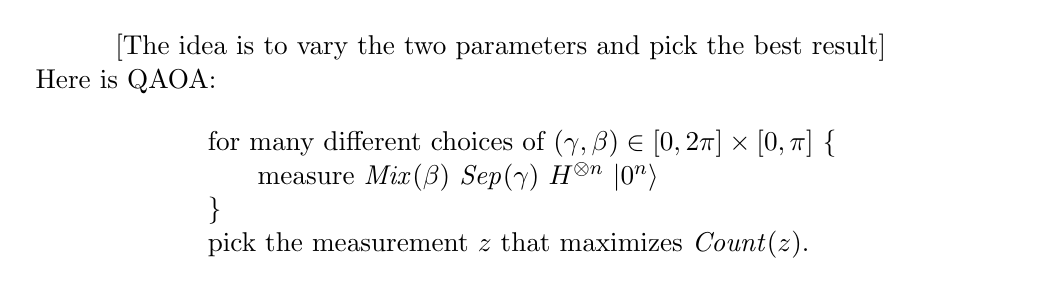 [The idea is to vary the two parameters and pick the best result]
Here is QAOA:
for many different choices of (γ, β) ∈ [0, 2π] × [0, π] {
measure Mix(β) Sep(γ) H⊗n |0ⁿ⟩
}
pick the measurement z that maximizes Count(z).